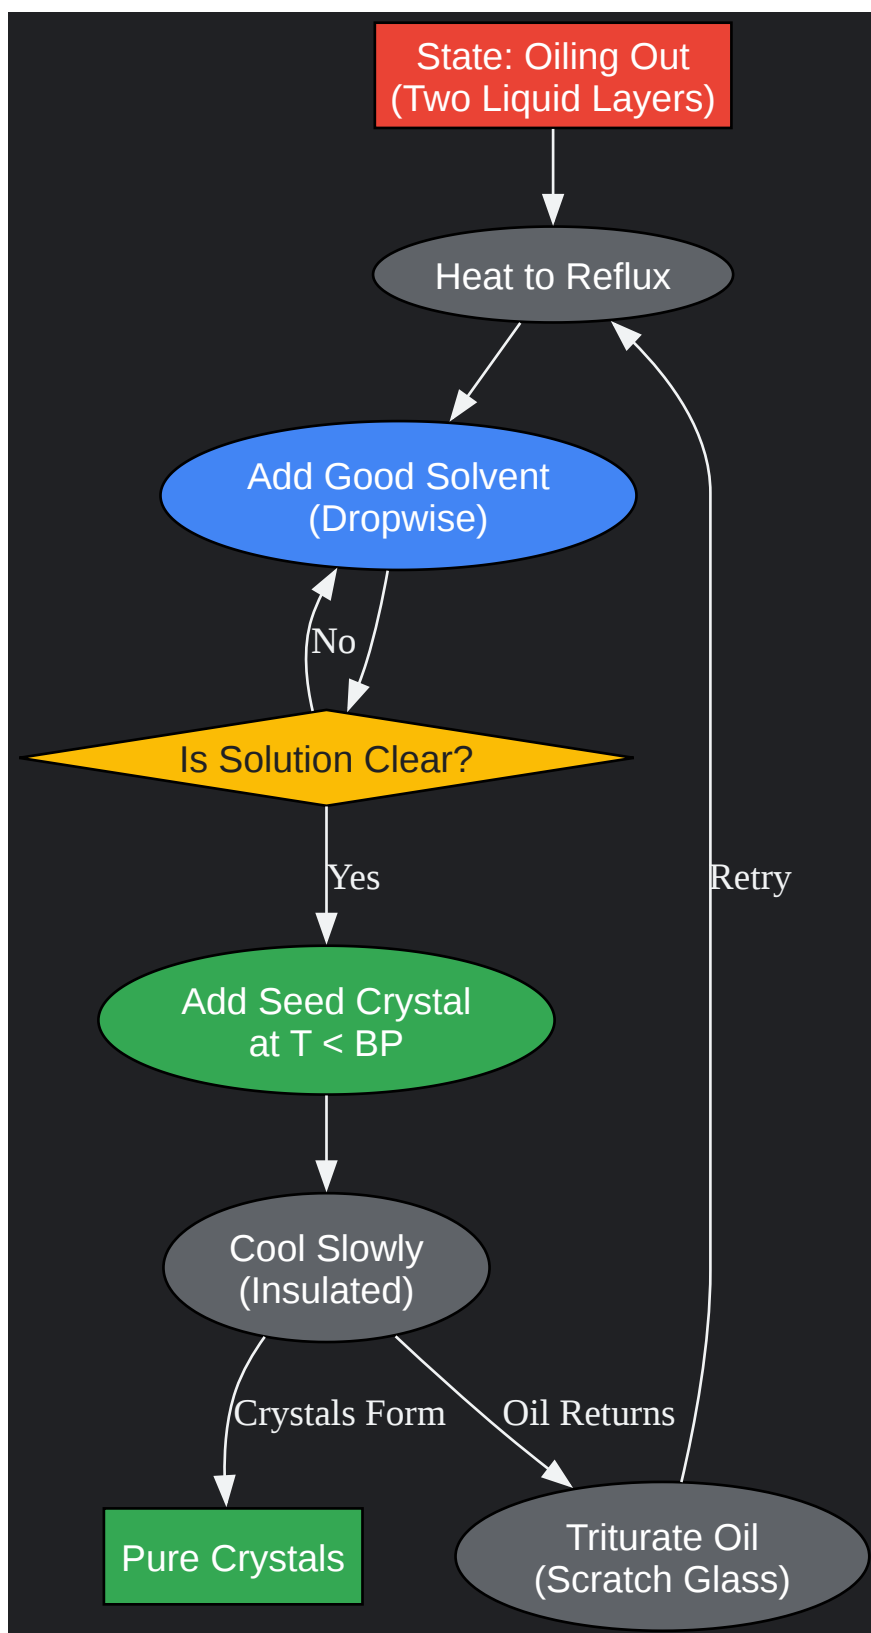 State: Oiling Out
(Two Liquid Layers)
Heat to Reflux
Add Good Solvent
(Dropwise)
No
Is Solution Clear?
Yes
Retry
Add Seed Crystal
at T < BP
Cool Slowly
(Insulated)
Crystals Form
Oil Returns
Pure Crystals
Triturate Oil
(Scratch Glass)